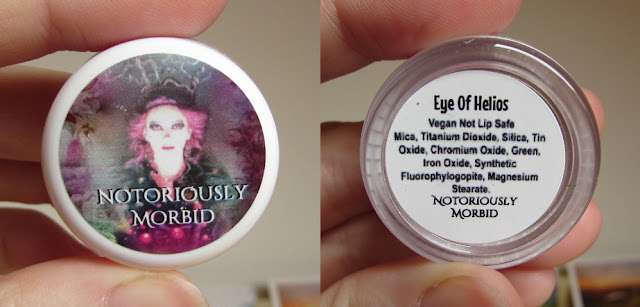 NOTORIOUSLY
MORBID
Eye Of Helios
Vegan Not Lip Safe
Mica, Titanium Dioxide, Silica, Tin
Oxide, Chromium Oxide, Green,
Iron Oxide, Synthetic
Fluorophylogopite, Magnesium
Stearate.
NOTORIOUSLY
MORBID